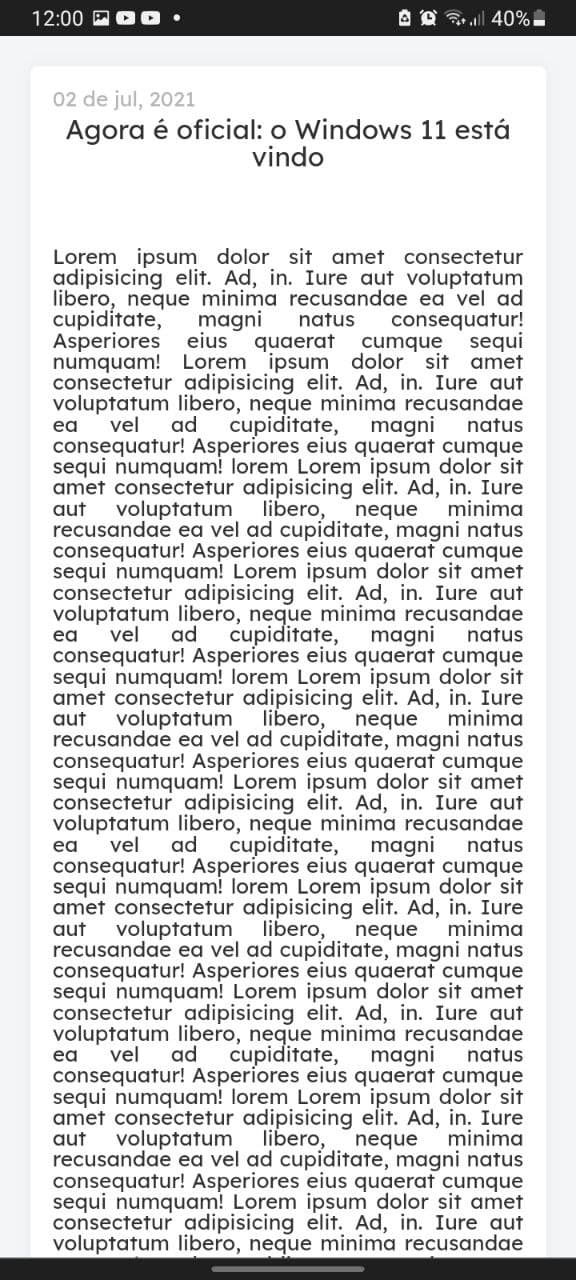 12:00 40%
02 de jul, 2021
Agora é oficial: o Windows 11 está
vindo
Lorem ipsum dolor sit amet consectetur
adipisicing elit. Ad, in. Iure aut voluptatum
libero, neque minima recusandae ea vel ad
cupiditate, magni natus consequatur!
Asperiores eius quaerat cumque sequi
numquam! Lorem ipsum dolor sit amet
consectetur adipisicing elit. Ad, in. Iure aut
voluptatum libero, neque minima recusandae
ea vel ad cupiditate, magni natus
consequatur! Asperiores eius quaerat cumque
sequi numquam! lorem Lorem ipsum dolor sit
amet consectetur adipisicing elit. Ad, in. Iure
aut voluptatum libero, neque minima
recusandae ea vel ad cupiditate, magni natus
consequatur! Asperiores eius quaerat cumque
sequi numquam! Lorem ipsum dolor sit amet
consectetur adipisicing elit. Ad, in. Iure aut
voluptatum libero, neque minima recusandae
ea vel ad cupiditate, magni natus
consequatur! Asperiores eius quaerat cumque
sequi numquam! lorem Lorem ipsum dolor sit
amet consectetur adipisicing elit. Ad, in. Iure
aut voluptatum libero, neque minima
recusandae ea vel ad cupiditate, magni natus
consequatur! Asperiores eius quaerat cumque
sequi numquam! Lorem ipsum dolor sit amet
consectetur adipisicing elit. Ad, in. Iure aut
voluptatum libero, neque minima recusandae
ea vel ad cupiditate, magni natus
consequatur! Asperiores eius quaerat cumque
sequi numquam! lorem Lorem ipsum dolor sit
amet consectetur adipisicing elit. Ad, in. Iure
aut voluptatum libero, neque minima
recusandae ea vel ad cupiditate, magni natus
consequatur! Asperiores eius quaerat cumque
sequi numquam! Lorem ipsum dolor sit amet
consectetur adipisicing elit. Ad, in. Iure aut
voluptatum libero, neque minima recusandae
ea vel ad cupiditate, magni natus
consequatur! Asperiores eius quaerat cumque
sequi numquam! lorem Lorem ipsum dolor sit
amet consectetur adipisicing elit. Ad, in. Iure
aut voluptatum libero, neque minima
recusandae ea vel ad cupiditate, magni natus
consequatur! Asperiores eius quaerat cumque
sequi numquam! Lorem ipsum dolor sit amet
consectetur adipisicing elit. Ad, in. Iure aut
voluptatum libero, neque minima recusandae